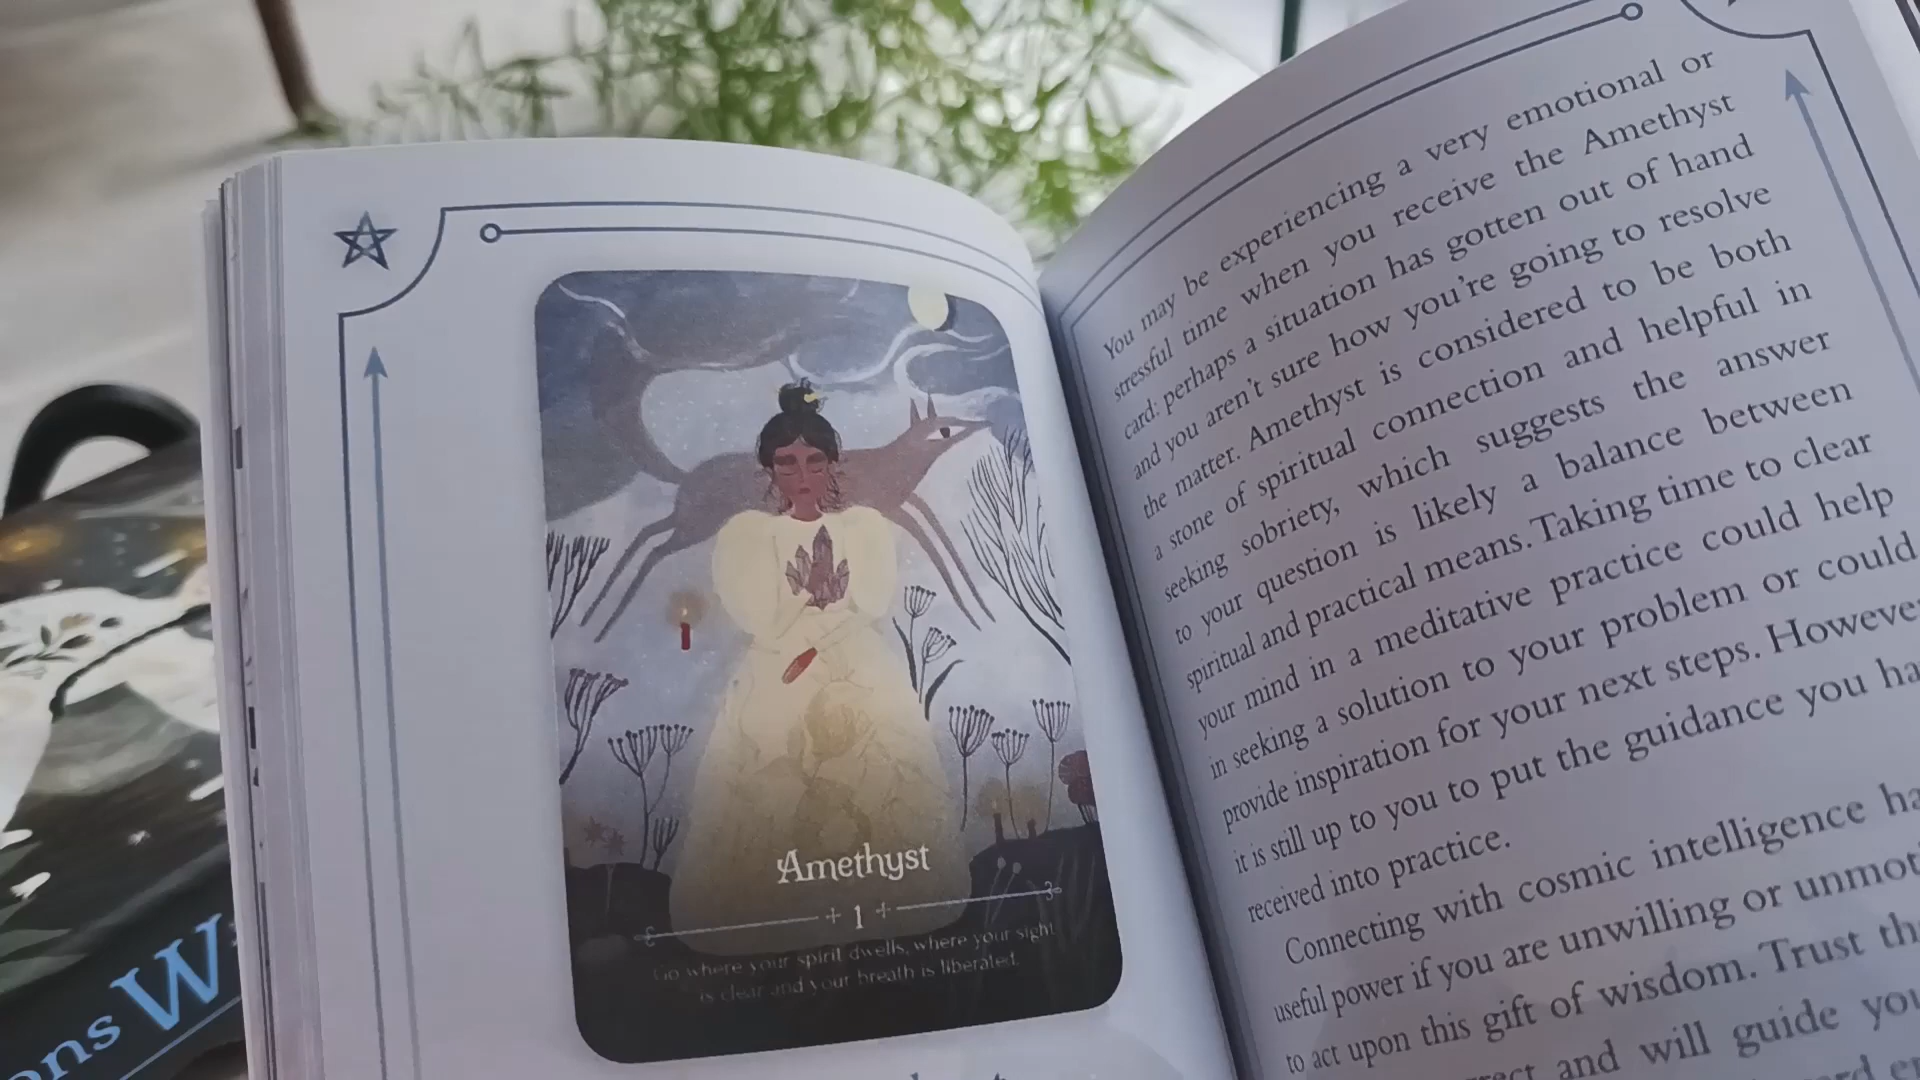 Amethyst
1
Go where your spirit dwells, where your sight
is clear and your breath is liberated.
You may be experiencing a very emotional or
stressful time when you receive the Amethyst
card: perhaps a situation has gotten out of hand
and you aren't sure how you're going to resolve
the matter. Amethyst is considered to be both
a stone of spiritual connection and helpful in
seeking sobriety, which suggests the answer
to your question is likely a balance between
spiritual and practical means. Taking time to clear
your mind in a meditative practice could help
in seeking a solution to your problem or could
provide inspiration for your next steps. However
it is still up to you to put the guidance you ha
received into practice.
Connecting with cosmic intelligence ha
useful power if you are unwilling or unmot
to act upon this gift of wisdom. Trust th
and will guide you
ons W